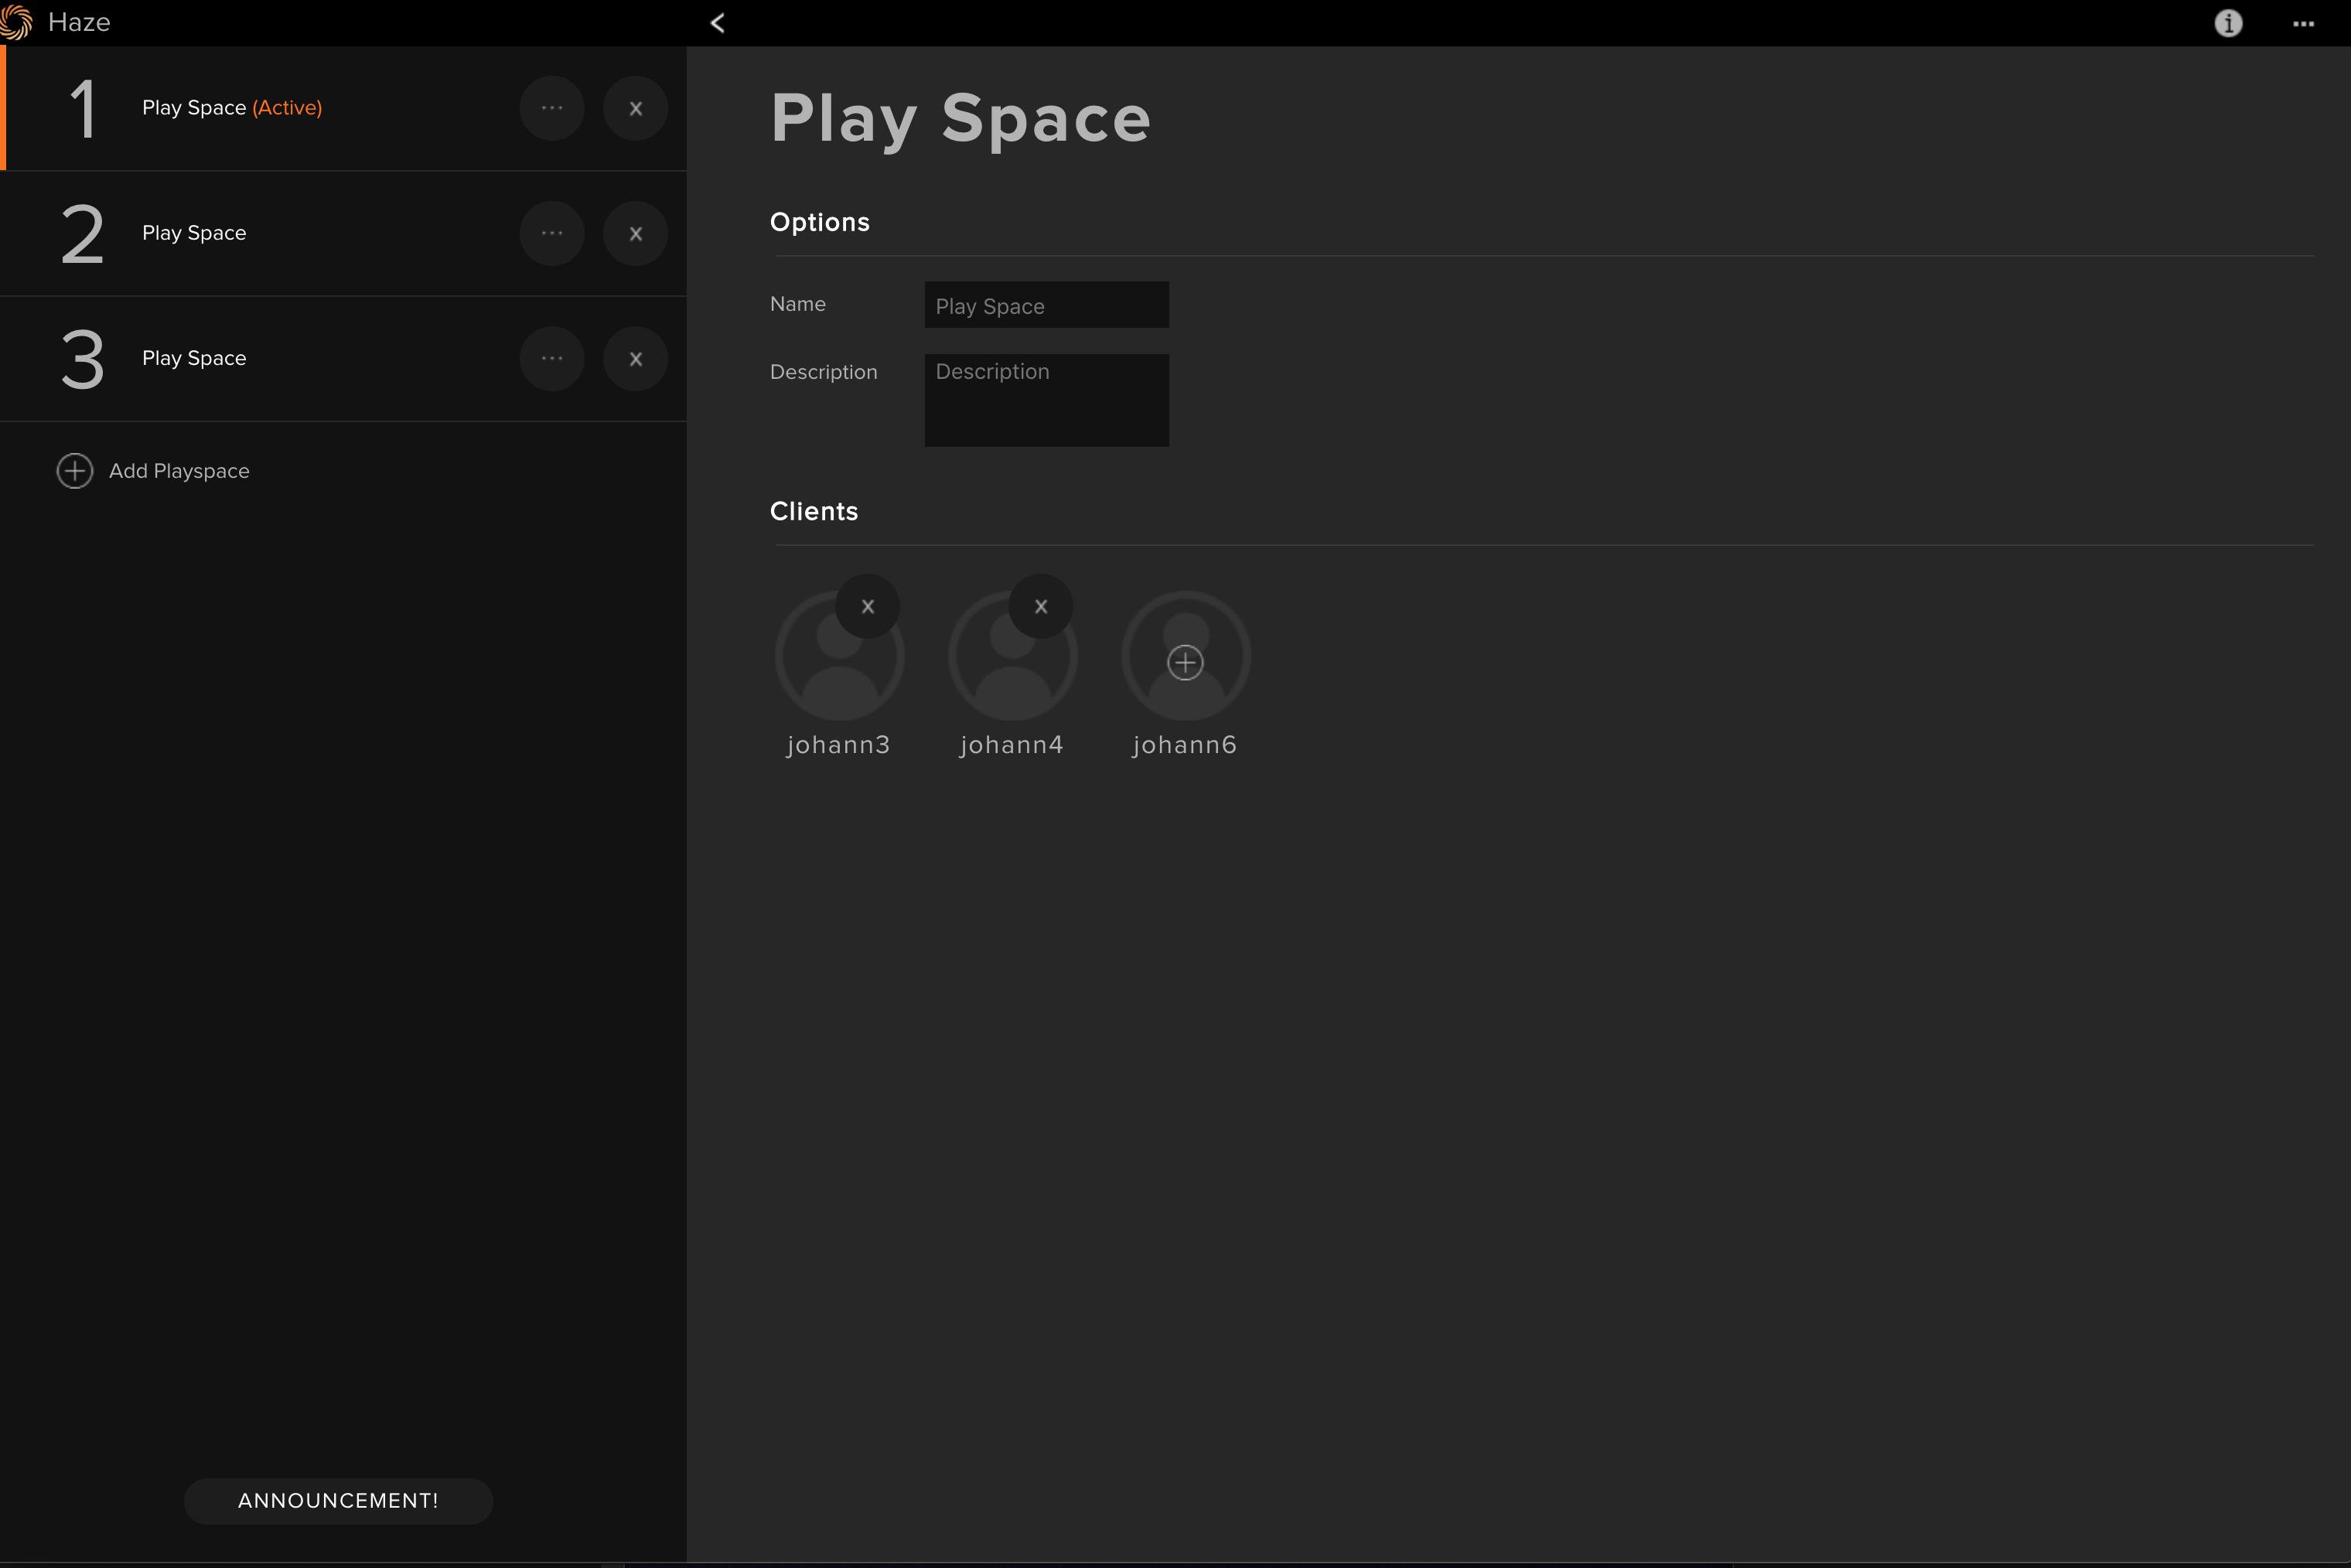 Haze
1
Play Space (Active)
...
x
2
Play Space
...
x
3
Play Space
...
x
Add Playspace
ANNOUNCEMENT!
Play Space
Options
Name
Play Space
Description
Description
Clients
x
x
johann3
johann4
johann6